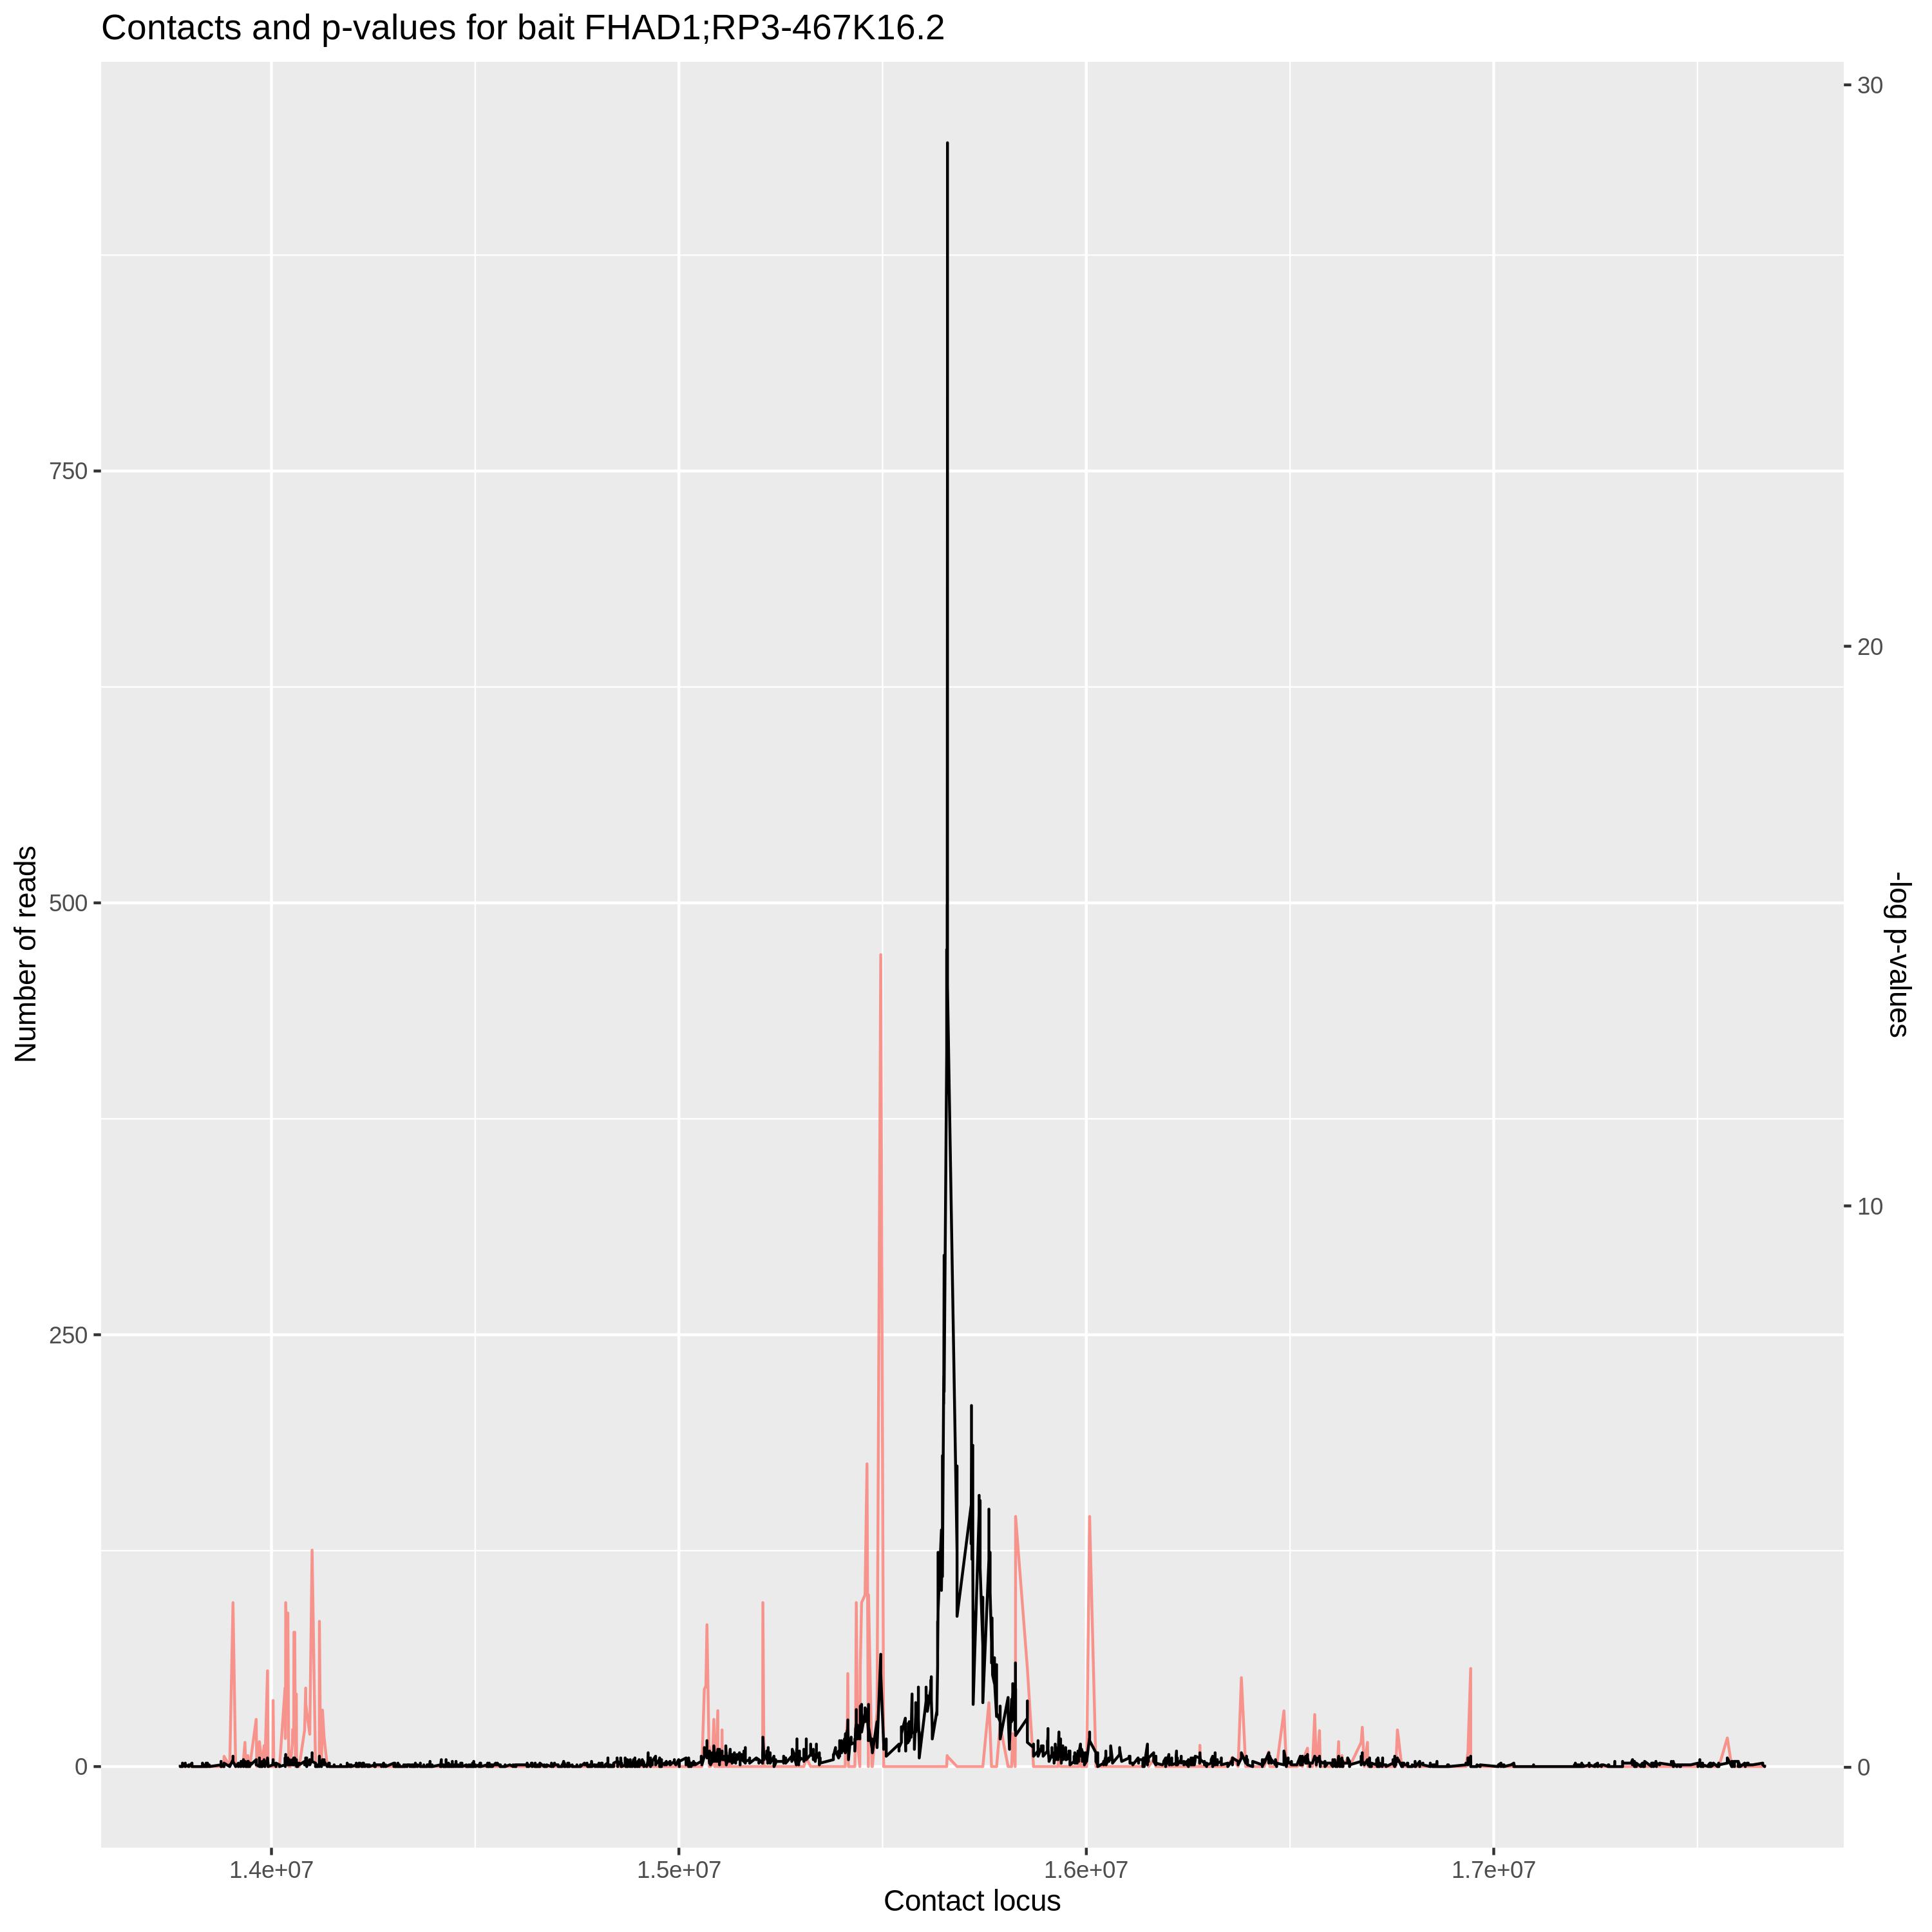 Contacts and p-values for bait FHAD1;RP3-467K16.2
30
750
20
500
Number of reads
-log p-values
10
250
0
0
1.4e+07
1.5e+07
1.6e+07
1.7e+07
Contact locus